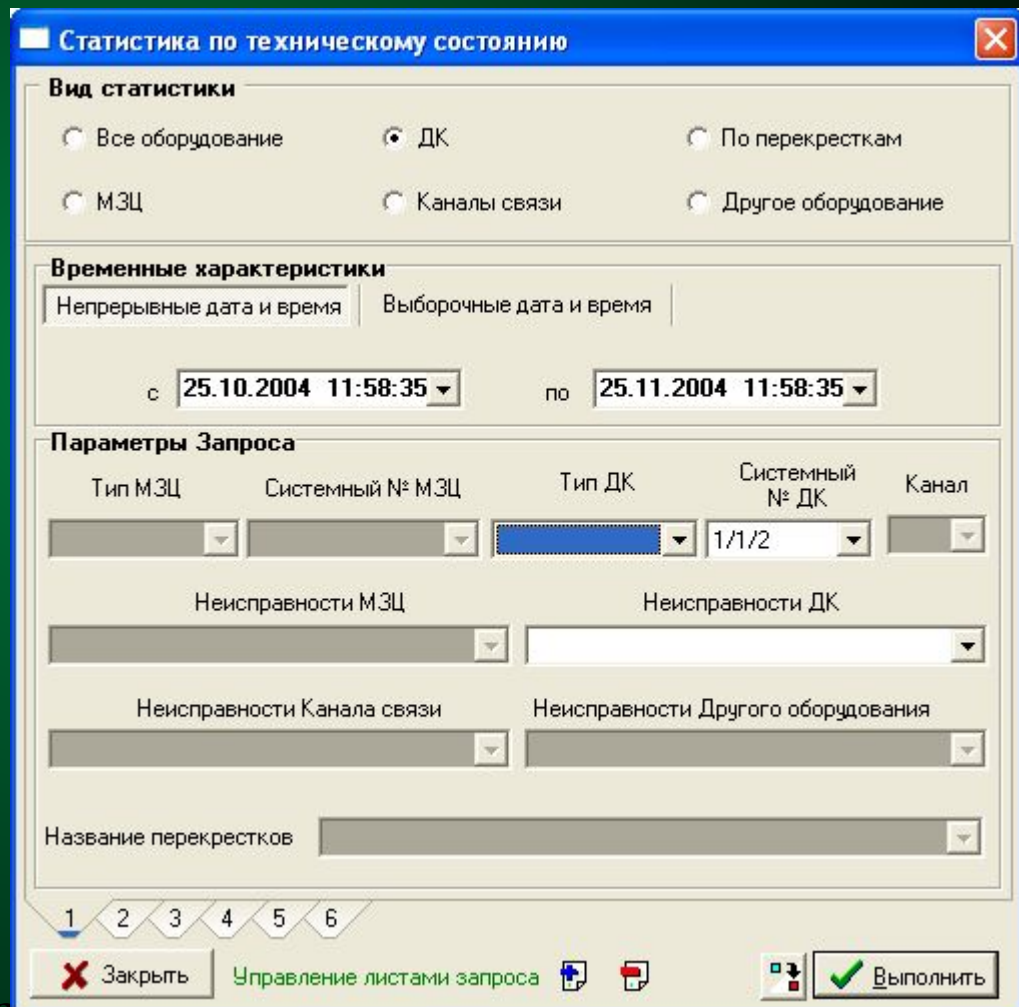 Статистика по техническому состоянию
Вид статистики
Все оборудование ДК По перекресткам
МЗЦ Каналы связи Другое оборудование
Временные характеристики
Непрерывные дата и время Выборочные дата и время
с 25.10.2004 11:58:35 по 25.11.2004 11:58:35
Параметры Запроса
Тип МЗЦ Системный № МЗЦ Тип ДК Системный № ДК Канал
1/1/2
Неисправности МЗЦ Неисправности ДК
Неисправности Канала связи Неисправности Другого оборудования
Название перекрестков
1 2 3 4 5 6
Закрыть Управление листами запроса Выполнить